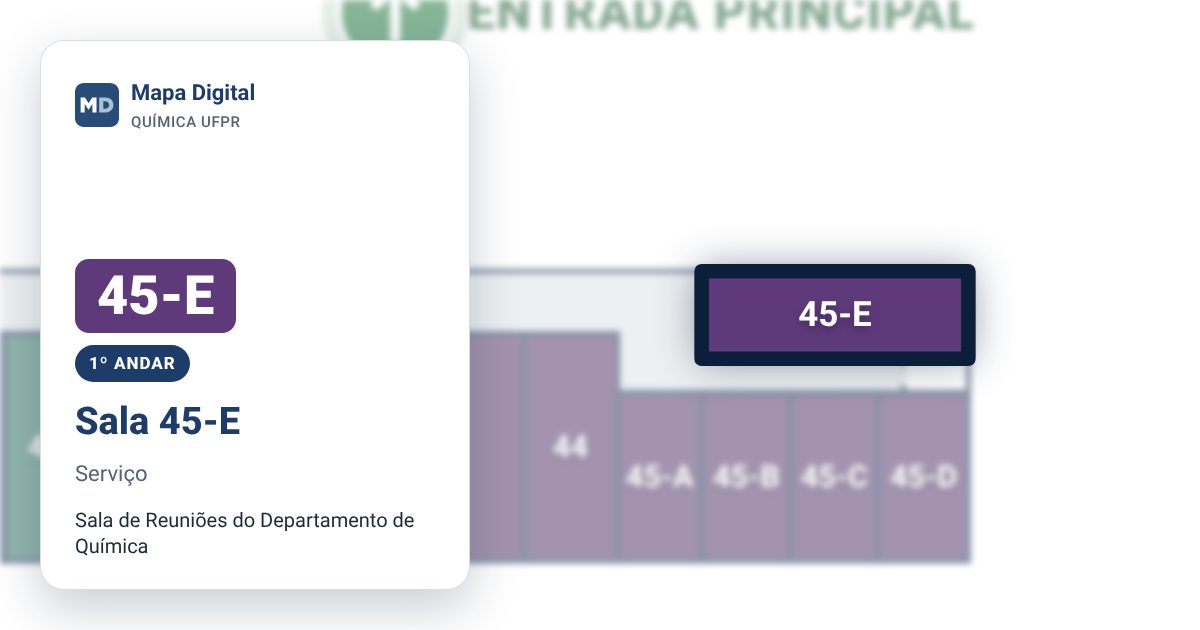 ENTRADA PRINCIPAL
MD
Mapa Digital
QUÍMICA UFPR
45-E
1º ANDAR
Sala 45-E
Serviço
Sala de Reuniões do Departamento de
Química
45-E
44
45-A
45-B
45-C
45-D